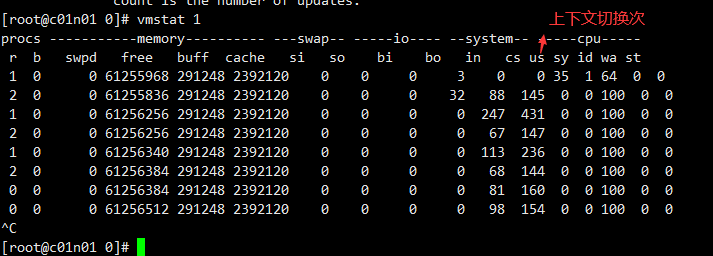 count is the number of updates.
[root@c01n01 0]# vmstat 1
上下文切换次
procs -----------memory---------- ---swap-- -----io---- --system-- -----cpu-----
r b swpd free buff cache si so bi bo in cs us sy id wa st
1 0 0 61255968 291248 2392120 0 0 0 3 0 0 35 1 64 0 0
2 0 0 61255836 291248 2392120 0 0 0 32 88 145 0 0 100 0 0
1 0 0 61256256 291248 2392120 0 0 0 0 247 431 0 0 100 0 0
2 0 0 61256256 291248 2392120 0 0 0 0 67 147 0 0 100 0 0
1 0 0 61256340 291248 2392120 0 0 0 0 113 236 0 0 100 0 0
2 0 0 61256384 291248 2392120 0 0 0 0 68 144 0 0 100 0 0
0 0 0 61256384 291248 2392120 0 0 0 0 81 160 0 0 100 0 0
0 0 0 61256512 291248 2392120 0 0 0 0 98 154 0 0 100 0 0
^C
[root@c01n01 0]#